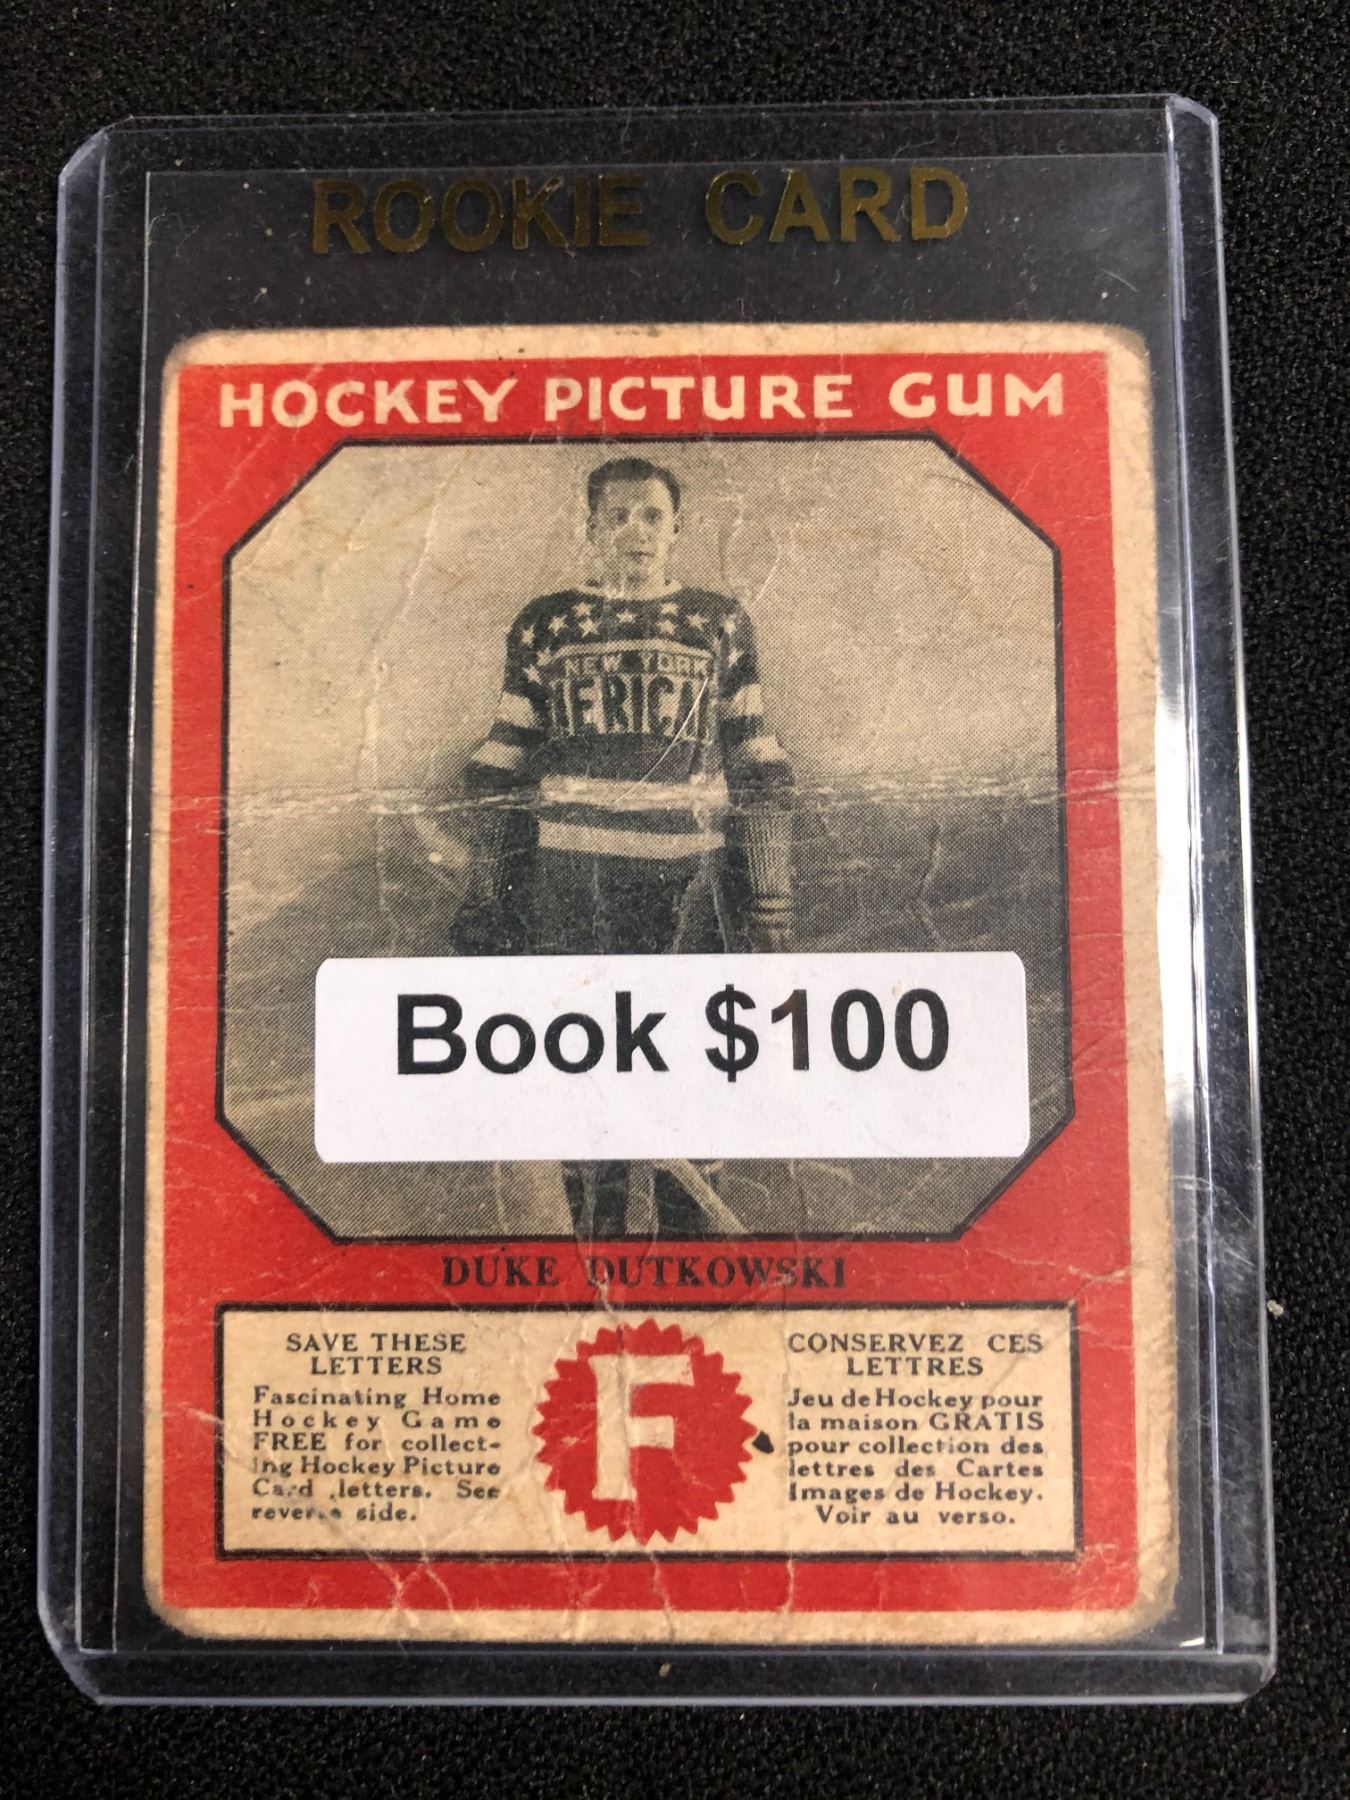 ROOKIE CARD
HOCKEY PICTURE GUM
NEW YORK
ERICA
Book $100
DUKE DUTKOWSKI
SAVE THESE
LETTERS
Fascinating Home
Hockey Game
FREE for collect-
ing Hockey Picture
Card letters. See
reverse side.
F
CONSERVEZ CES
LETTRES
Jeu de Hockey pour
la maison GRATIS
pour collection des
lettres des Cartes
Images de Hockey.
Voir au verso.